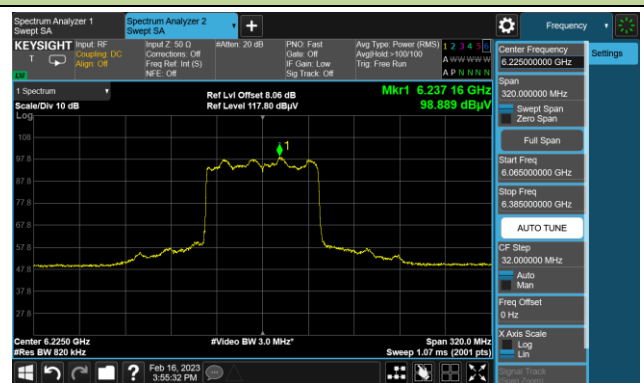 Spectrum Analyzer 1
Swept SA
Spectrum Analyzer 2
Swept SA
Frequency
KEYSIGHT
T
LV
Input: RF
Coupling: DC
Align: Off
Input Z: 50 Ω
Corrections: Off
Freq Ref: Int (S)
NFE: Off
#Atten: 20 dB
PNO: Fast
Gate: Off
IF Gain: Low
Sig Track: Off
Avg Type: Power (RMS)
Avg|Hold:>100/100
Trig: Free Run
1 2 3 4 5 6
A W W W W W
A P N N N N
1 Spectrum
Scale/Div 10 dB
Log
Ref Lvl Offset 8.06 dB
Ref Level 117.80 dBµV
Mkr1 6.237 16 GHz
98.889 dBµV
1
108
97.8
87.8
77.8
67.8
57.8
47.8
37.8
27.8
Center 6.2250 GHz
#Res BW 820 kHz
#Video BW 3.0 MHz*
Span 320.0 MHz
Sweep 1.07 ms (2001 pts)
Feb 16, 2023
3:55:32 PM
Center Frequency
6.225000000 GHz
Settings
Span
320.000000 MHz
Swept Span
Zero Span
Full Span
Start Freq
6.065000000 GHz
Stop Freq
6.385000000 GHz
AUTO TUNE
CF Step
32.000000 MHz
Auto
Man
Freq Offset
0 Hz
X Axis Scale
Log
Lin
Signal Track
(Span Zoom)